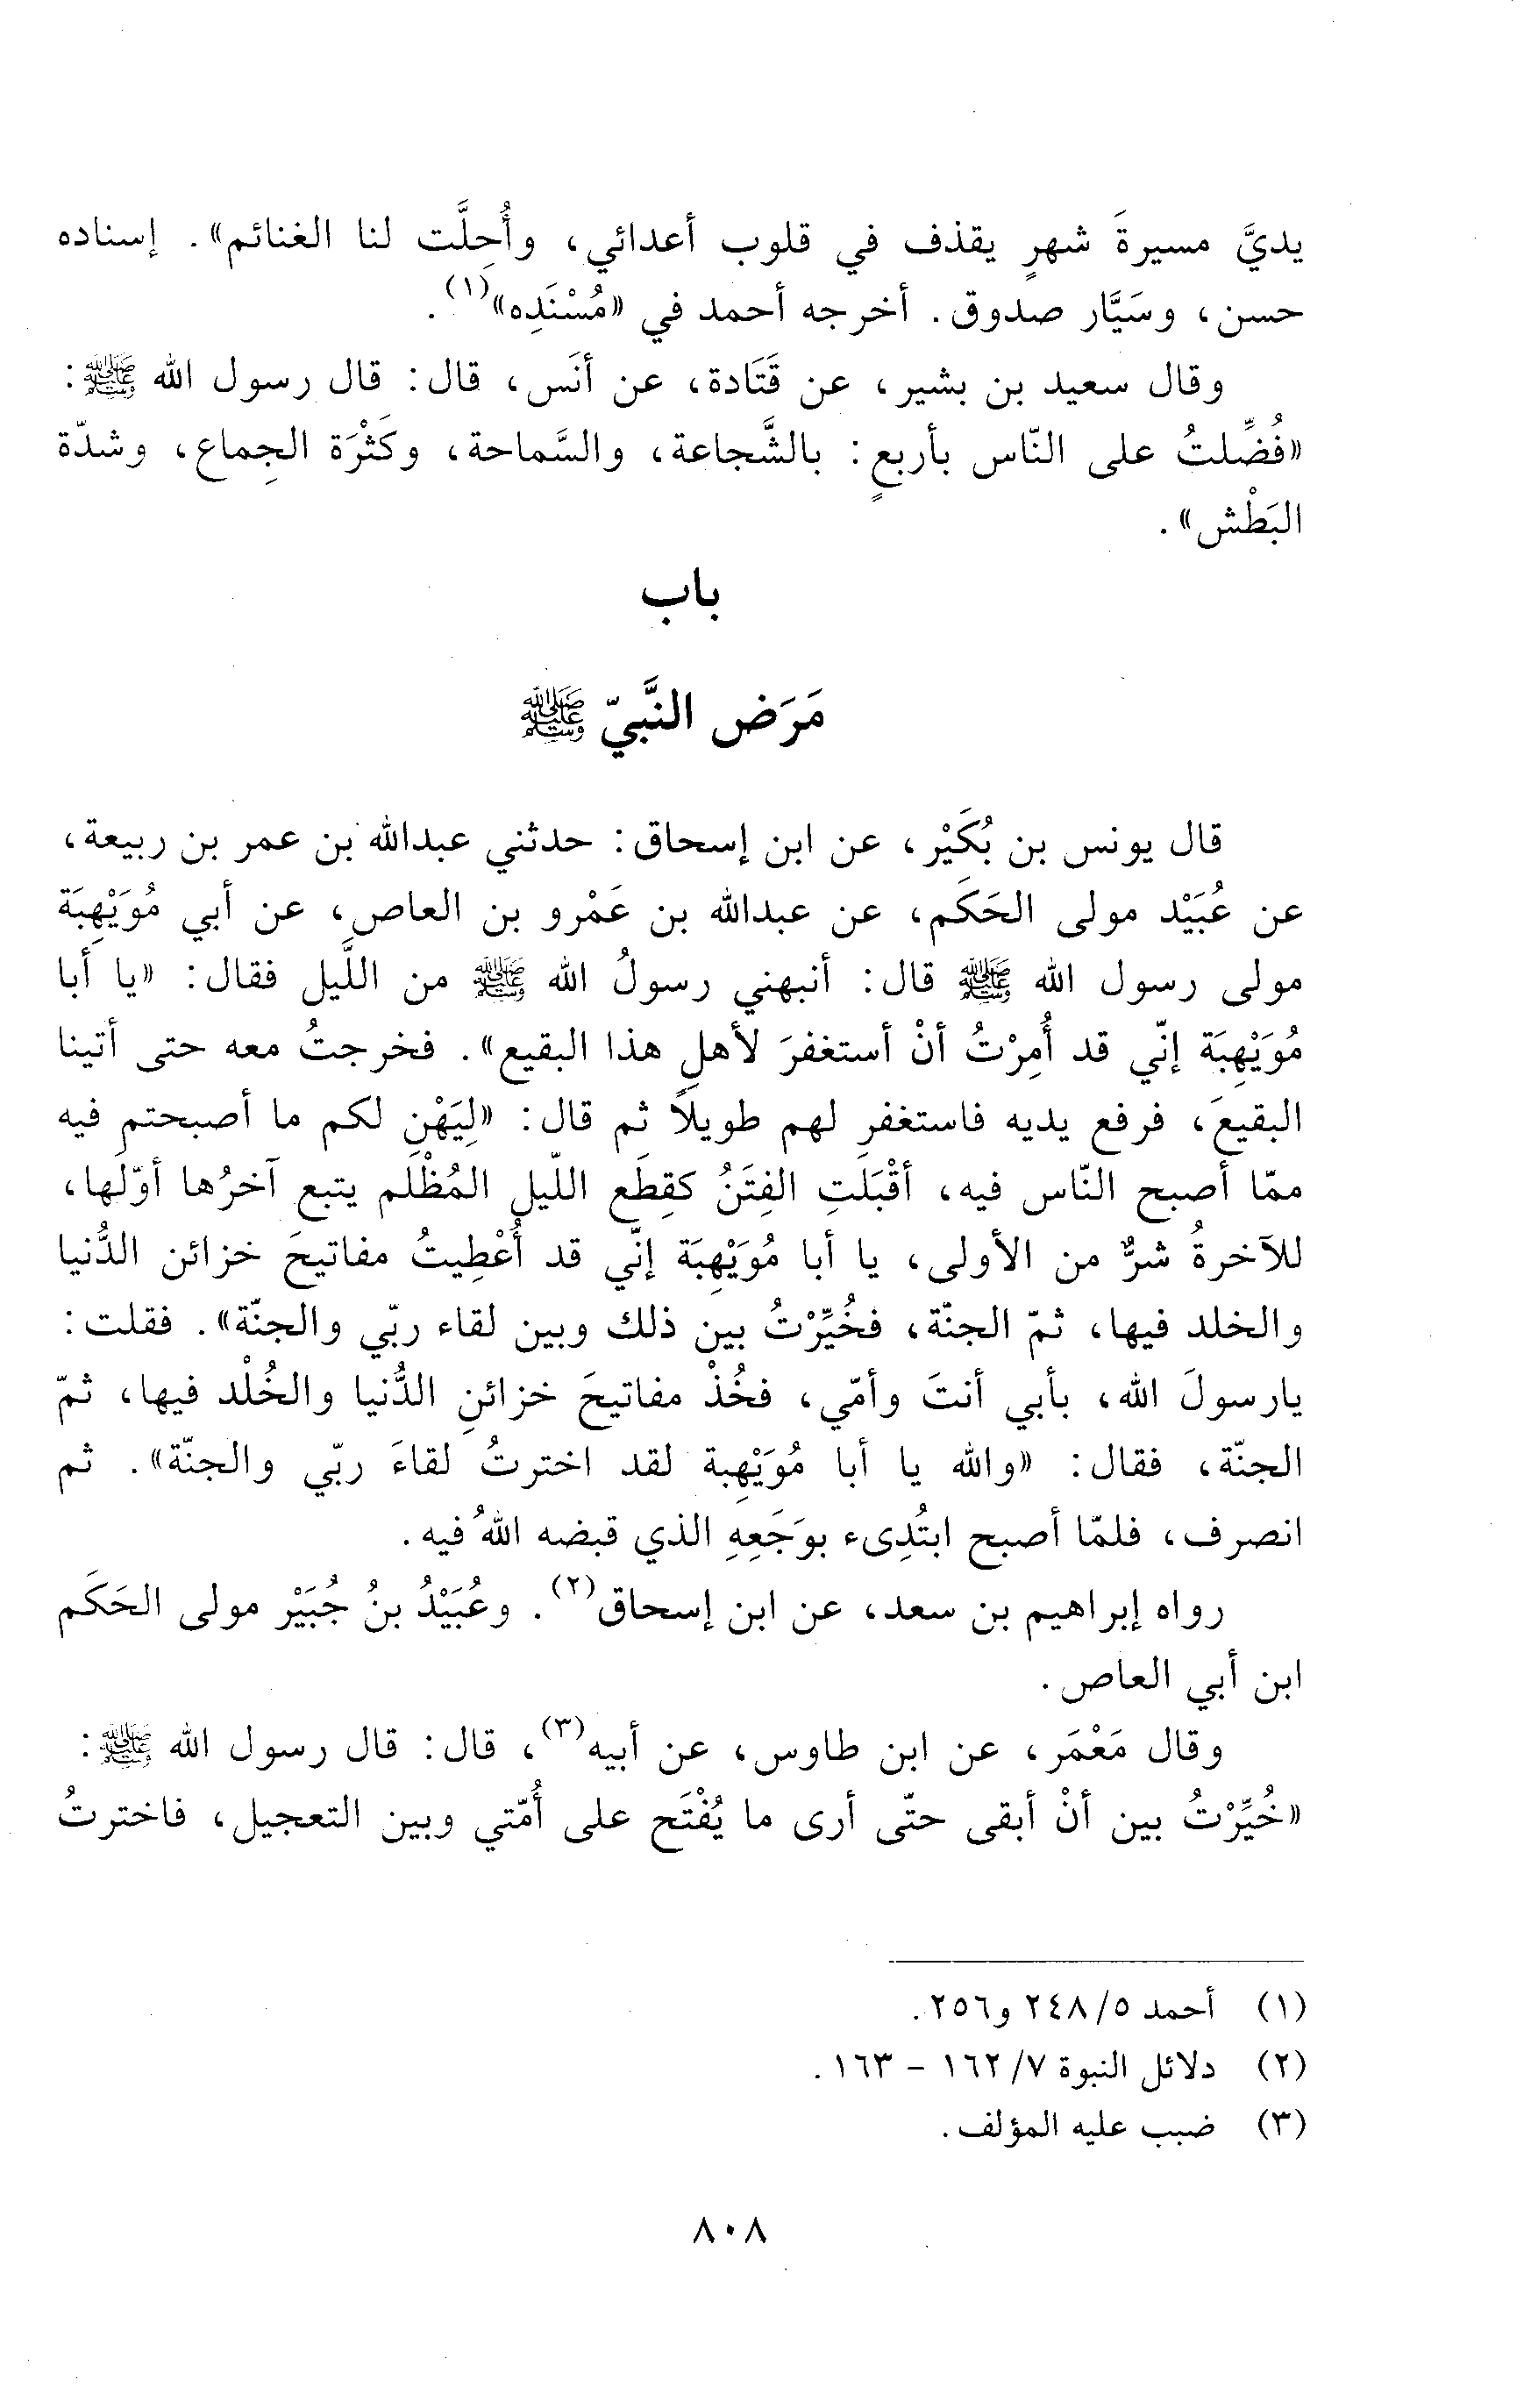 يديَّ مسيرةَ شهرٍ يقذف في قلوب أعدائي، وأُحِلَّت لنا الغنائم». إسناده
حسن، وسَيَّار صدوق. أخرجه أحمد في «مُسْنَدِه»(١).
وقال سعيد بن بشير، عن قَتَادة، عن أنَس، قال: قال رسول الله ﷺ:
«فُضِّلتُ على النّاس بأربعٍ: بالشَّجاعة، والسَّماحة، وكَثْرَة الجِماع، وشدّة
البَطْش».
باب
مَرَض النَّبيّ ﷺ
قال يونس بن بُكَيْر، عن ابن إسحاق: حدثني عبدالله بن عمر بن ربيعة،
عن عُبَيْد مولى الحَكَم، عن عبدالله بن عَمْرو بن العاصِ، عن أبي مُوَيْهِبَة
مولى رسول الله ﷺ قال: أنبهني رسولُ الله ﷺ من اللَّيل فقال: «يا أبا
مُوَيْهِبَة إنّي قد أُمِرْتُ أنْ أستغفرَ لأهلِ هذا البقيع». فخرجتُ معه حتى أتينا
البقيعَ، فرفع يديه فاستغفر لهم طويلاً ثم قال: «لِيَهْنِ لكم ما أصبحتم فيه
ممّا أصبح النّاس فيه، أقْبَلَتِ الفِتَنُ كقِطَع اللّيل المُظْلم يتبع آخرُها أوّلَها،
للآخرةُ شرٌّ من الأولى، يا أبا مُوَيْهِبَة إنّي قد أُعْطِيتُ مفاتيحَ خزائن الدُّنيا
والخلد فيها، ثمّ الجنّة، فخُيِّرْتُ بين ذلك وبين لقاء ربّي والجنّة». فقلت:
يارسولَ الله، بأبي أنتَ وأمّي، فخُذْ مفاتيحَ خزائنِ الدُّنيا والخُلْد فيها، ثمّ
الجنّة، فقال: «والله يا أبا مُوَيْهِبة لقد اخترتُ لقاءَ ربّي والجنّة». ثم
انصرف، فلمّا أصبح ابتُدِىء بوَجَعِهِ الذي قبضه اللهُ فيه.
رواه إبراهيم بن سعد، عن ابن إسحاق(٢). وعُبَيْدُ بنُ جُبَيْر مولى الحَكَم
ابن أبي العاص.
وقال مَعْمَر، عن ابن طاوس، عن أبيه(٣)، قال: قال رسول الله ﷺ:
«خُيِّرْتُ بين أنْ أبقى حتّى أرى ما يُفْتَح على أُمّتي وبين التعجيل، فاخترتُ
(١) أحمد ٥/ ٢٤٨ و٢٥٦.
(٢) دلائل النبوة ٧/ ١٦٢ - ١٦٣.
(٣) ضبب عليه المؤلف.
٨٠٨